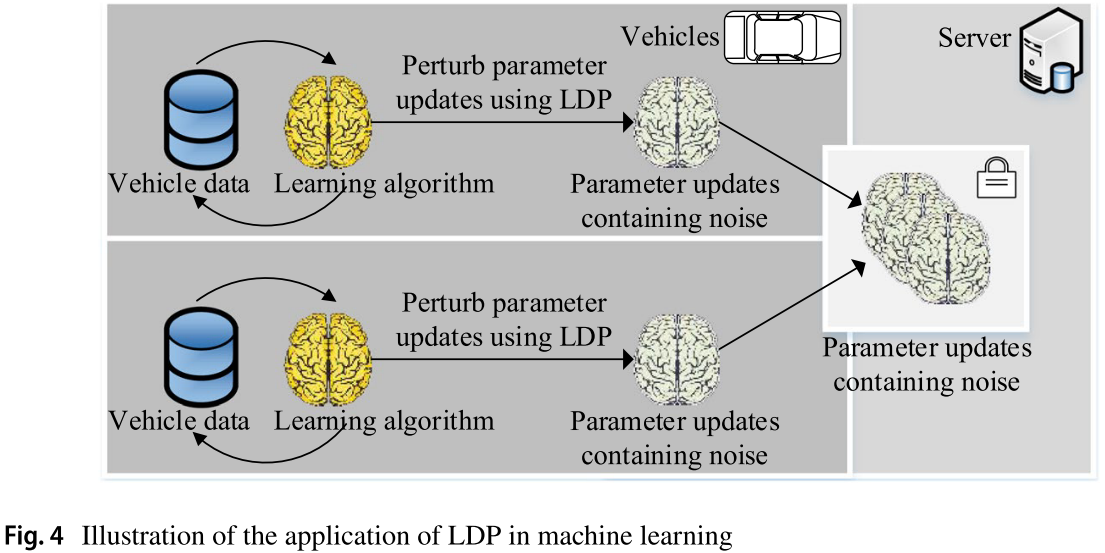 Vehicles
Server
Perturb parameter
updates using LDP
Vehicle data
Learning algorithm
Parameter updates
containing noise
Perturb parameter
updates using LDP
Vehicle data
Learning algorithm
Parameter updates
containing noise
Parameter updates
containing noise
Fig. 4 Illustration of the application of LDP in machine learning